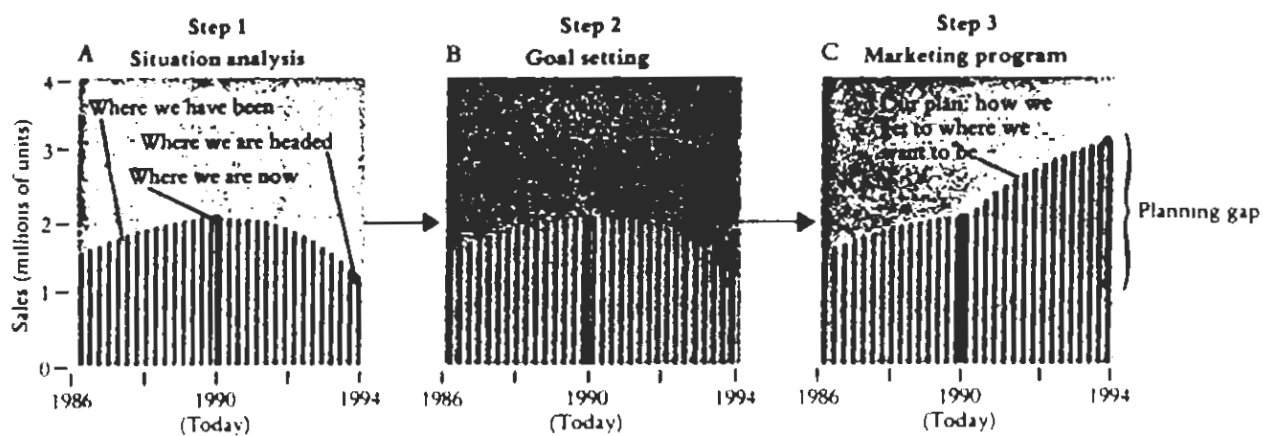 Step 1
A Situation analysis
4
Where we have been
3
Where we are headed
Where we are now
2
1
0
Sales (millions of units)
1986
1990
1994
(Today)
Step 2
B Goal setting
1986
1990
1994
(Today)
Step 3
C Marketing program
Our plan: how we
get to where we
want to be
Planning gap
1986
1990
1994
(Today)